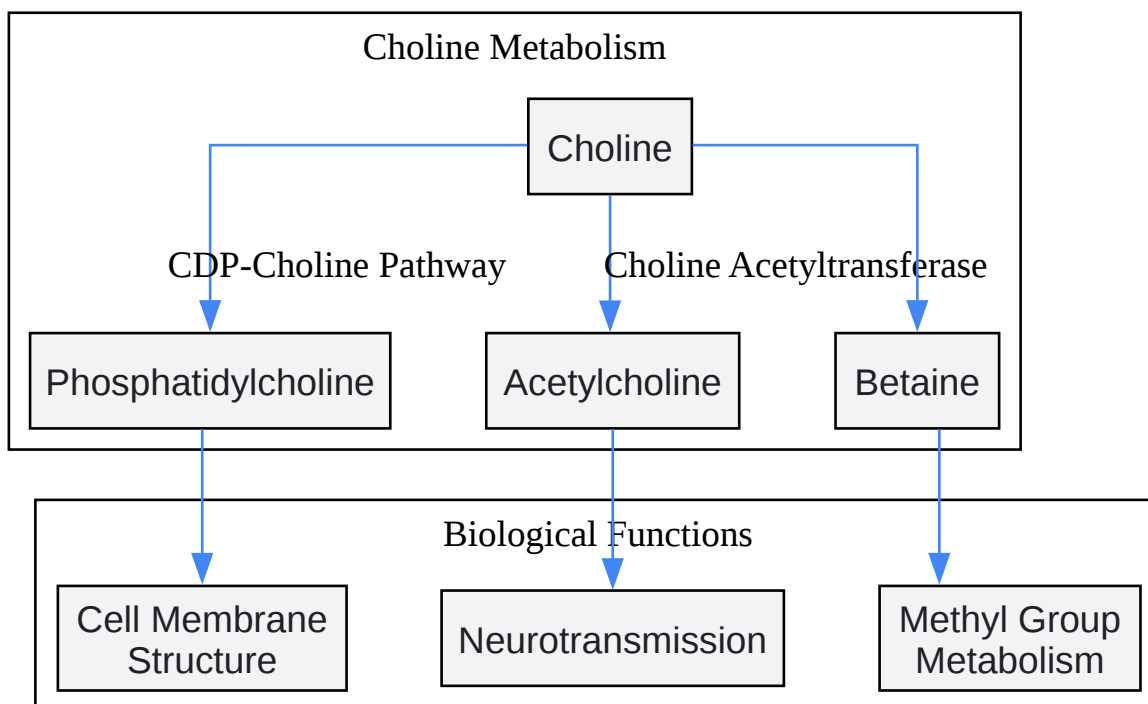 Choline Metabolism
Choline
CDP-Choline Pathway
Choline Acetyltransferase
Phosphatidylcholine
Acetylcholine
Betaine
Biological Functions
Cell Membrane
Structure
Neurotransmission
Methyl Group
Metabolism